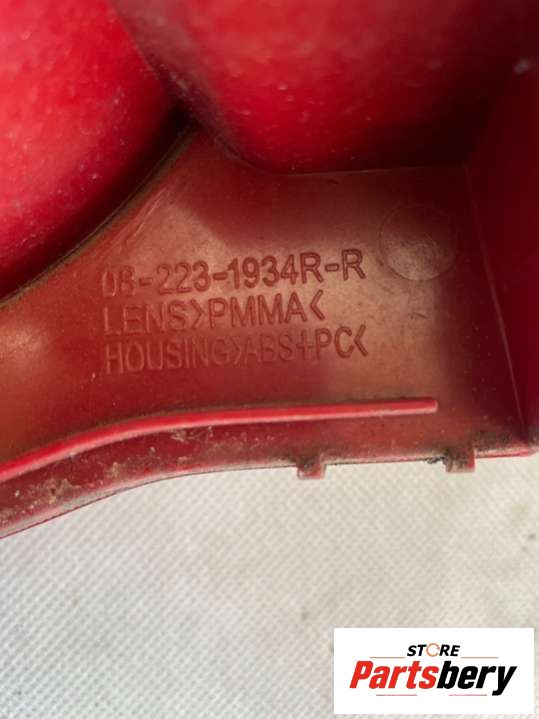 08-223-1934R-R
LENS>PMMA<
HOUSING>ABS+PC<
STORE
Partsbery